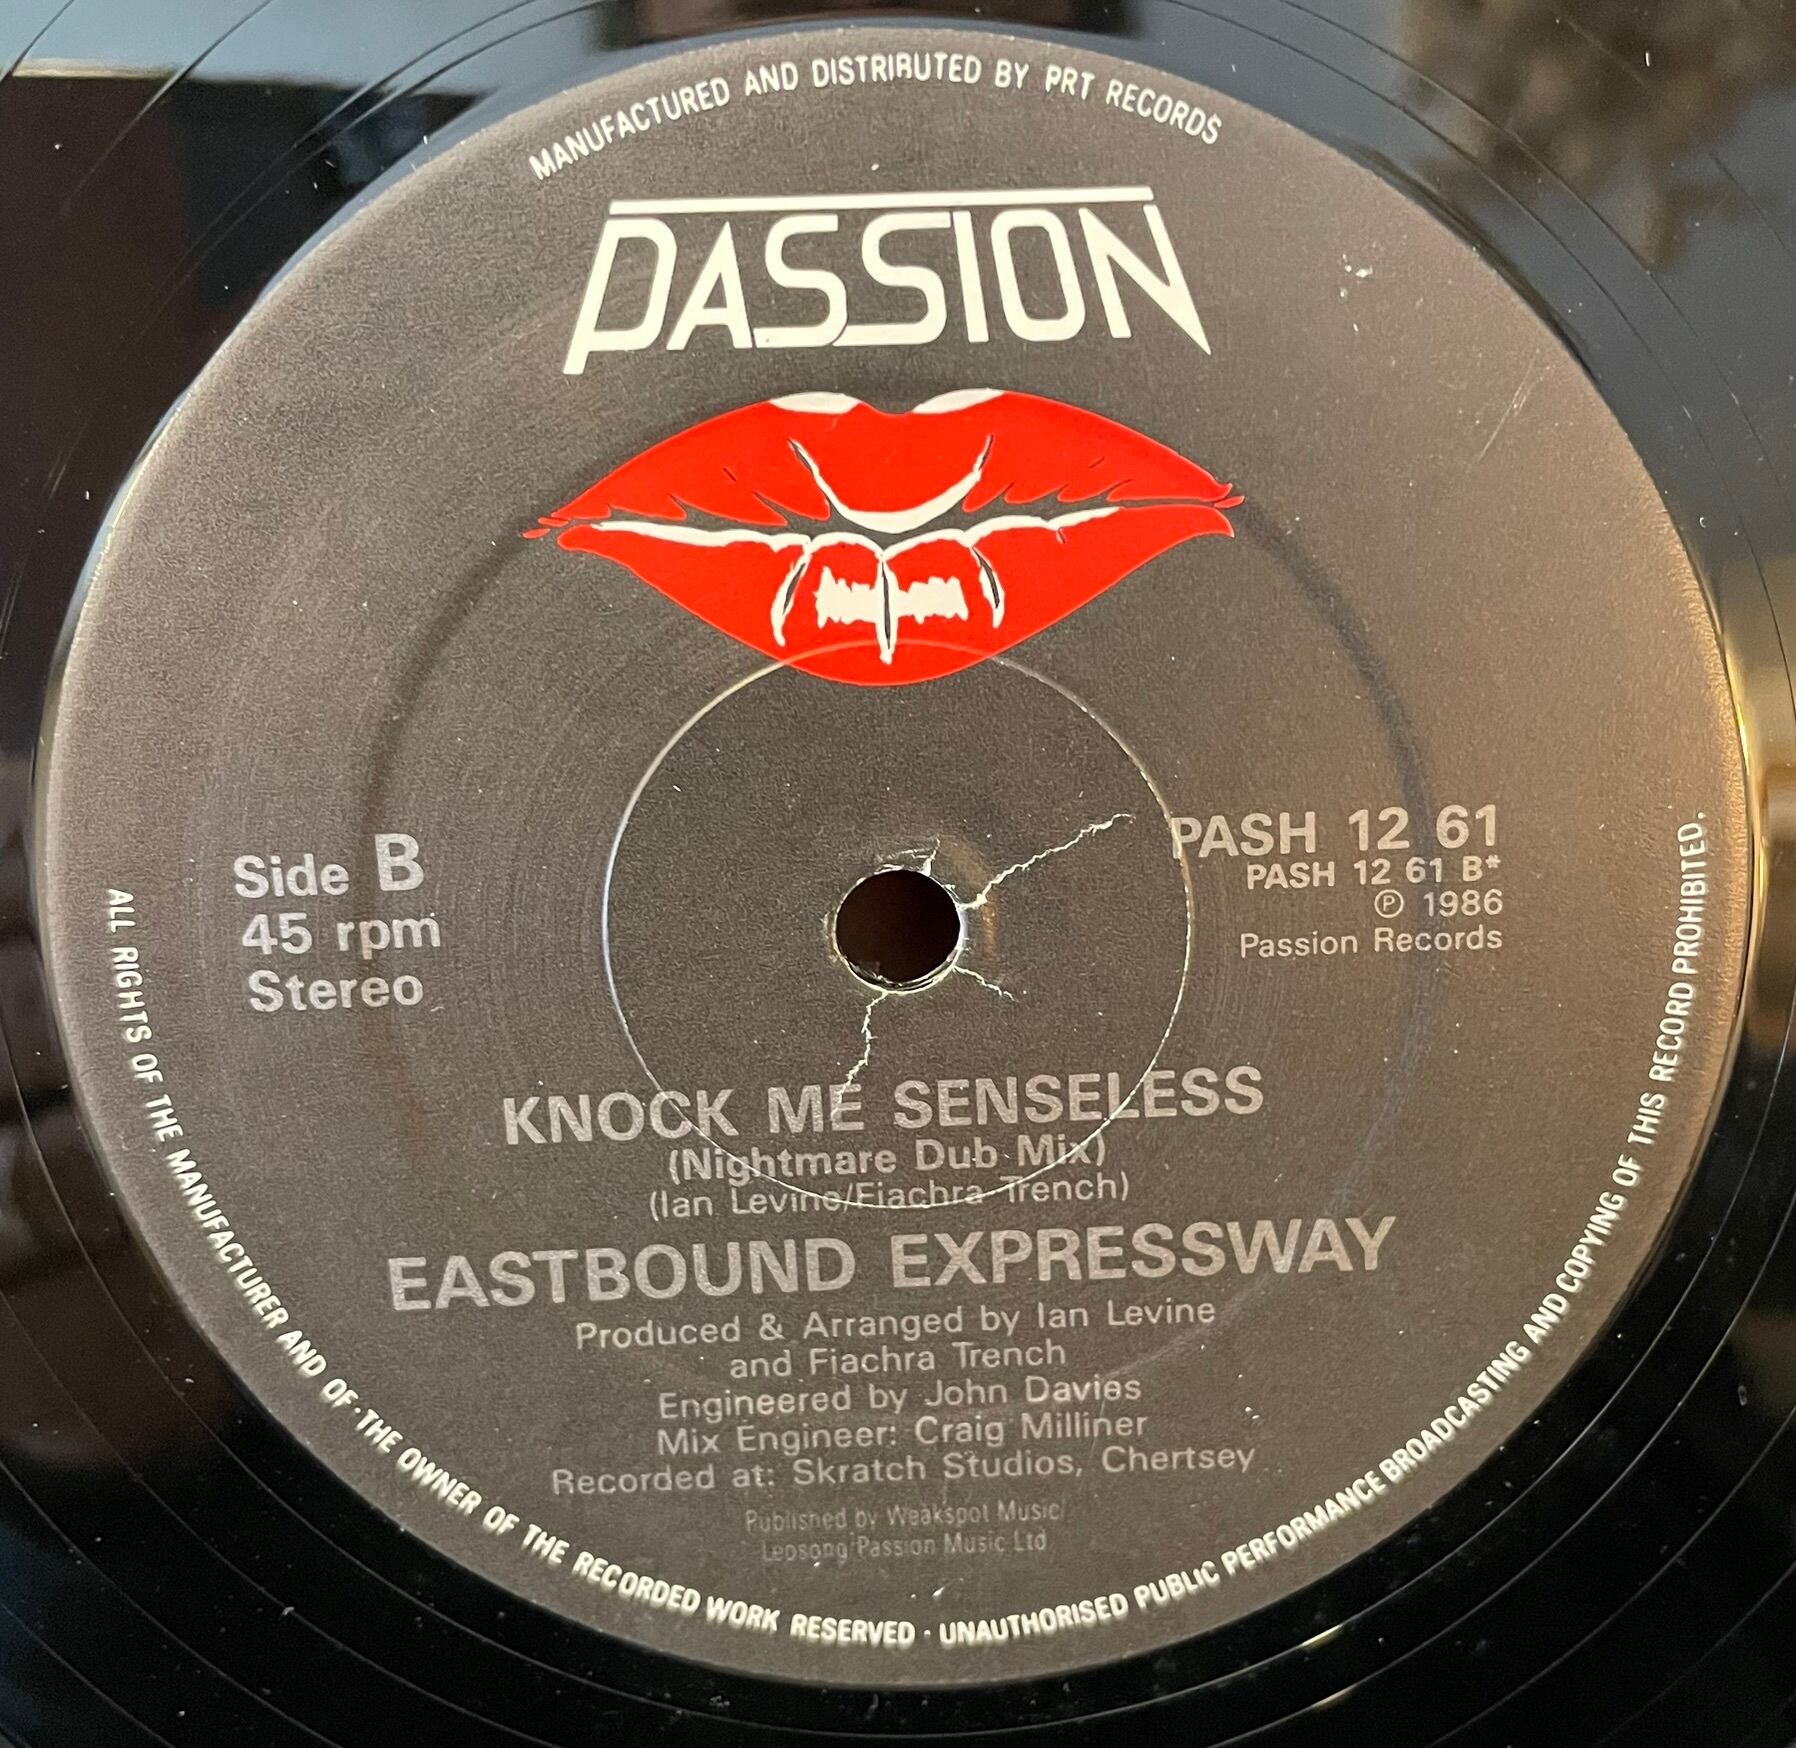 MANUFACTURED AND DISTRIBUTED BY PRT RECORDS
PASSION
Side B
45 rpm
Stereo
PASH 12 61
PASH 12 61 B*
℗ 1986
Passion Records
KNOCK ME SENSELESS
(Nightmare Dub Mix)
(Ian Levine/Fiachra Trench)
EASTBOUND EXPRESSWAY
Produced & Arranged by Ian Levine
and Fiachra Trench
Engineered by John Davies
Mix Engineer: Craig Milliner
Recorded at: Skratch Studios, Chertsey
Published by Weakspot Music/
Leosong/Passion Music Ltd
ALL RIGHTS OF THE MANUFACTURER AND OF THE OWNER OF THE RECORDED WORK RESERVED · UNAUTHORISED PUBLIC PERFORMANCE BROADCASTING AND COPYING OF THIS RECORD PROHIBITED.